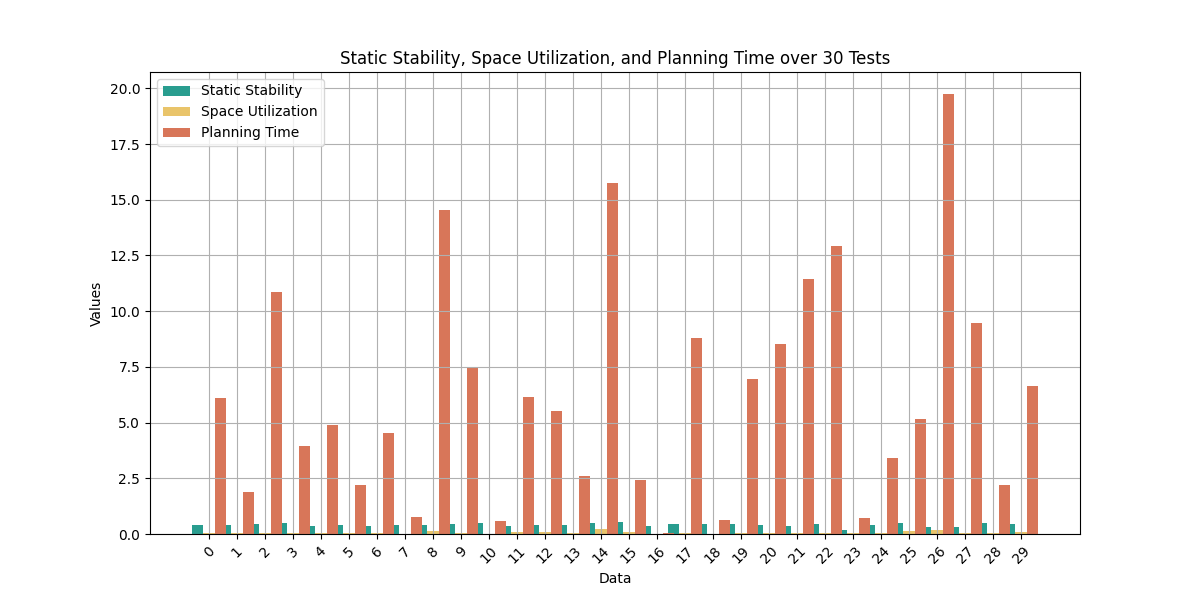 Static Stability, Space Utilization, and Planning Time over 30 Tests
Static Stability
Space Utilization
Planning Time
20.0
17.5
15.0
12.5
10.0
7.5
5.0
2.5
0.0
Values
0 1 2 3 4 5 6 7 8 9 10 11 12 13 14 15 16 17 18 19 20 21 22 23 24 25 26 27 28 29
Data